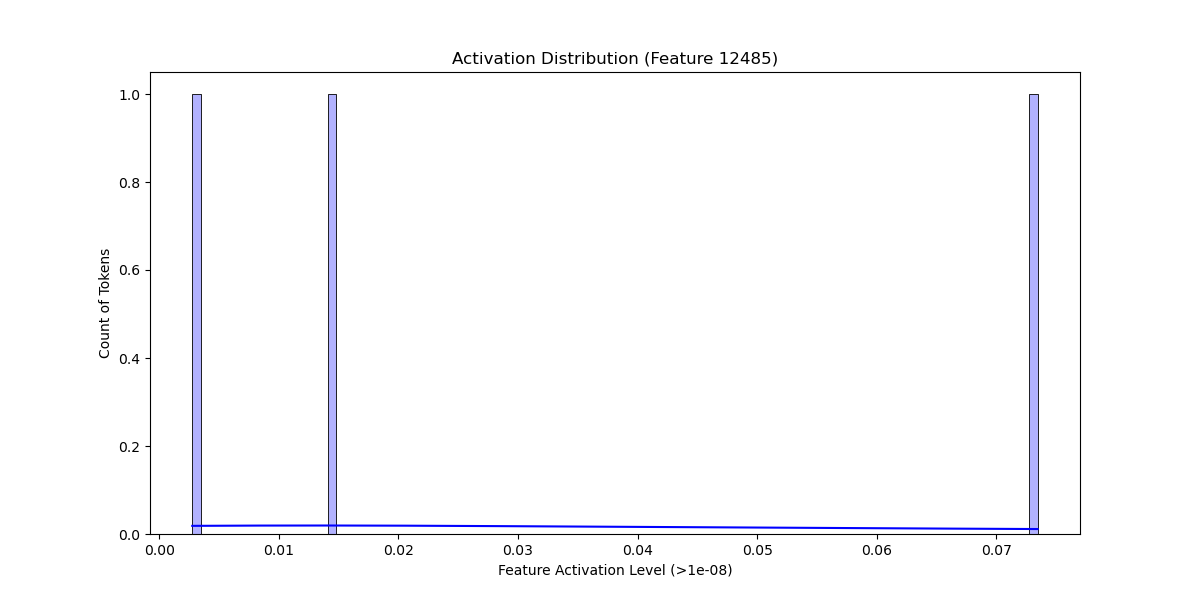 Activation Distribution (Feature 12485)
Count of Tokens
1.0
0.8
0.6
0.4
0.2
0.0
0.00 0.01 0.02 0.03 0.04 0.05 0.06 0.07
Feature Activation Level (>1e-08)